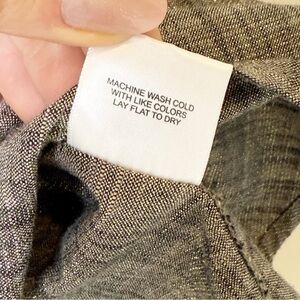 MACHINE WASH COLD
WITH LIKE COLORS
LAY FLAT TO DRY